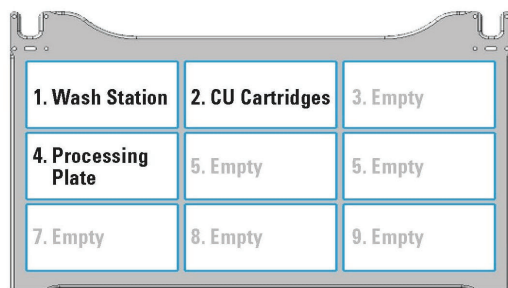 1. Wash Station
2. CU Cartridges
3. Empty
4. Processing
Plate
5. Empty
5. Empty
7. Empty
8. Empty
9. Empty